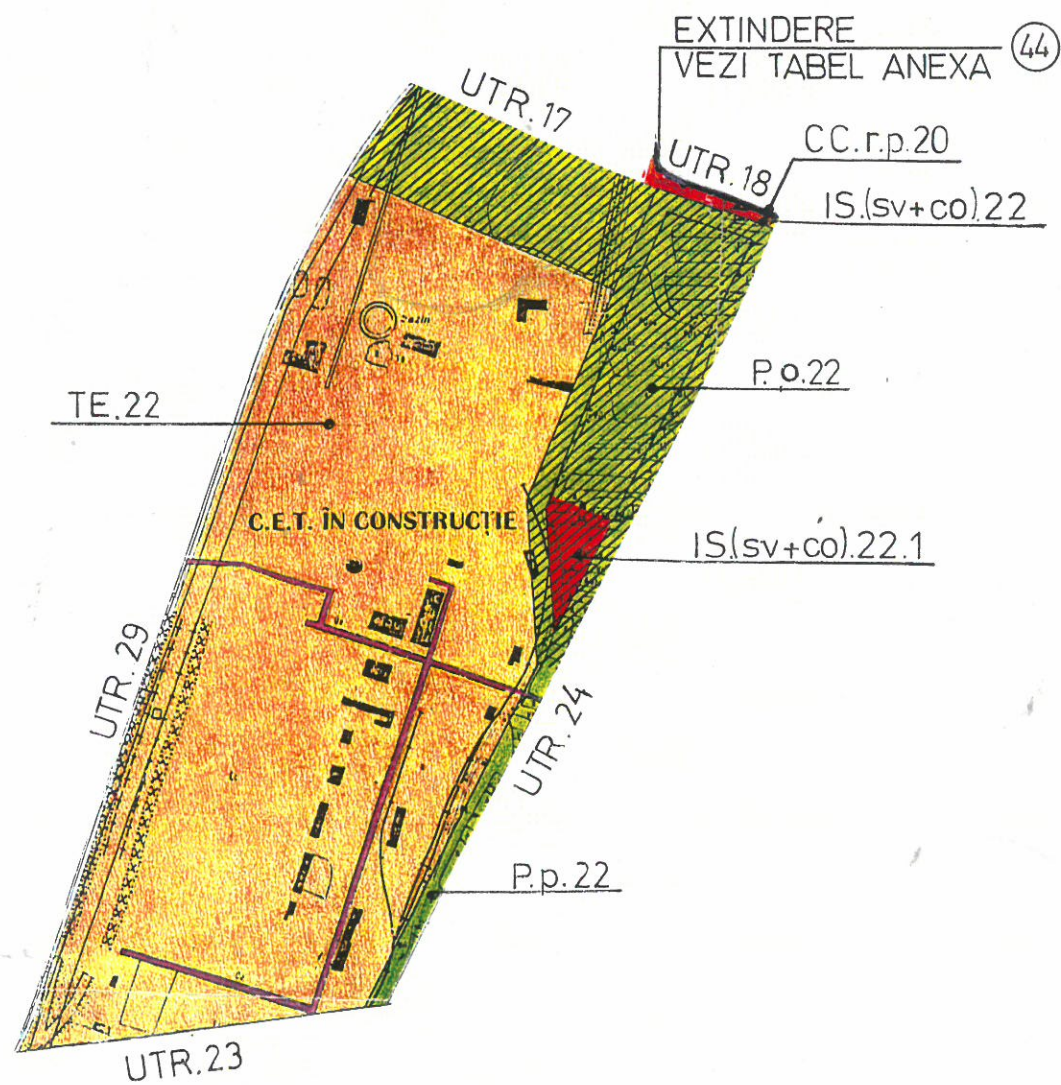 EXTINDERE
VEZI TABEL ANEXA
44
UTR.17
UTR.18
CC.r.p.20
IS.(sv+co).22
P.o.22
TE.22
C.E.T. ÎN CONSTRUCȚIE
IS.(sv+co).22.1
UTR.29
UTR.24
P.p.22
UTR.23